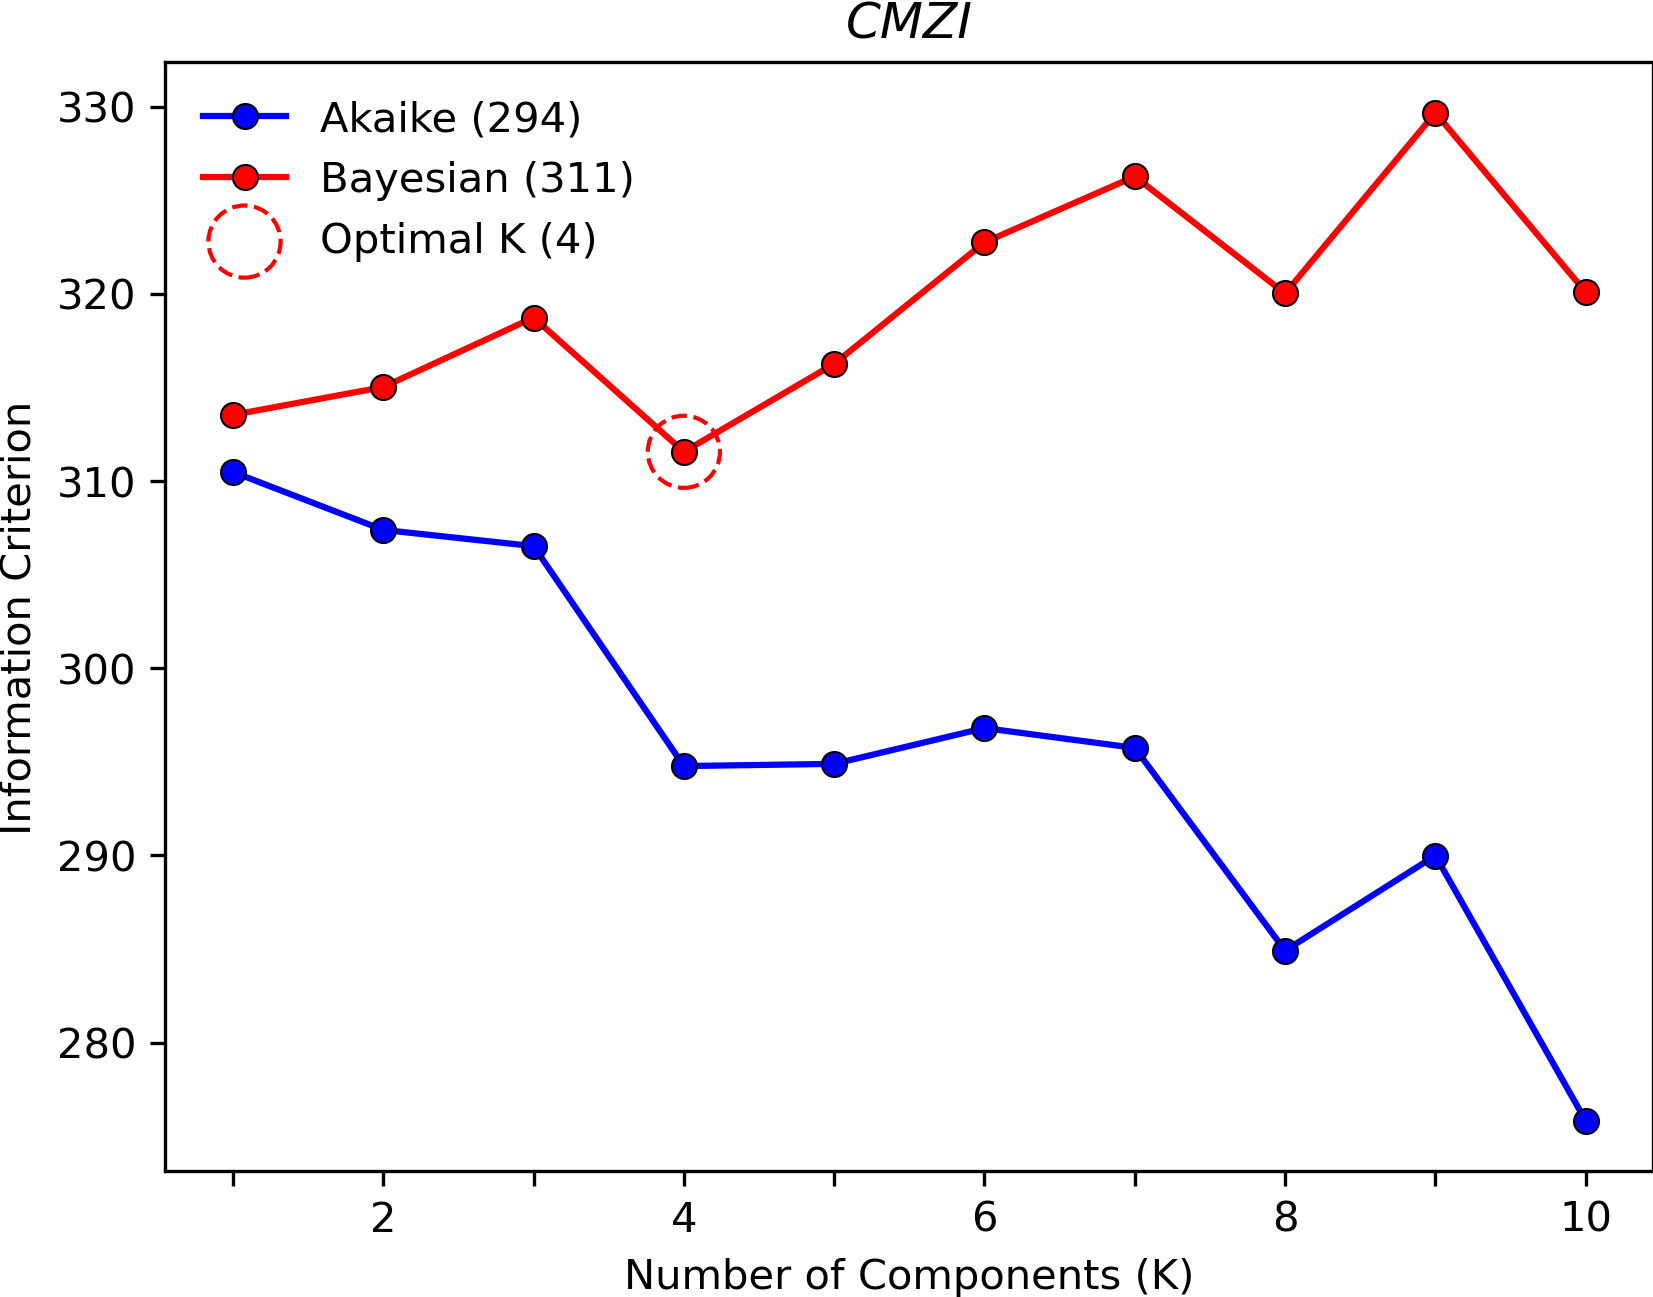 CMZI
Akaike (294)
Bayesian (311)
Optimal K (4)
330
320
310
300
290
280
Information Criterion
2 4 6 8 10
Number of Components (K)